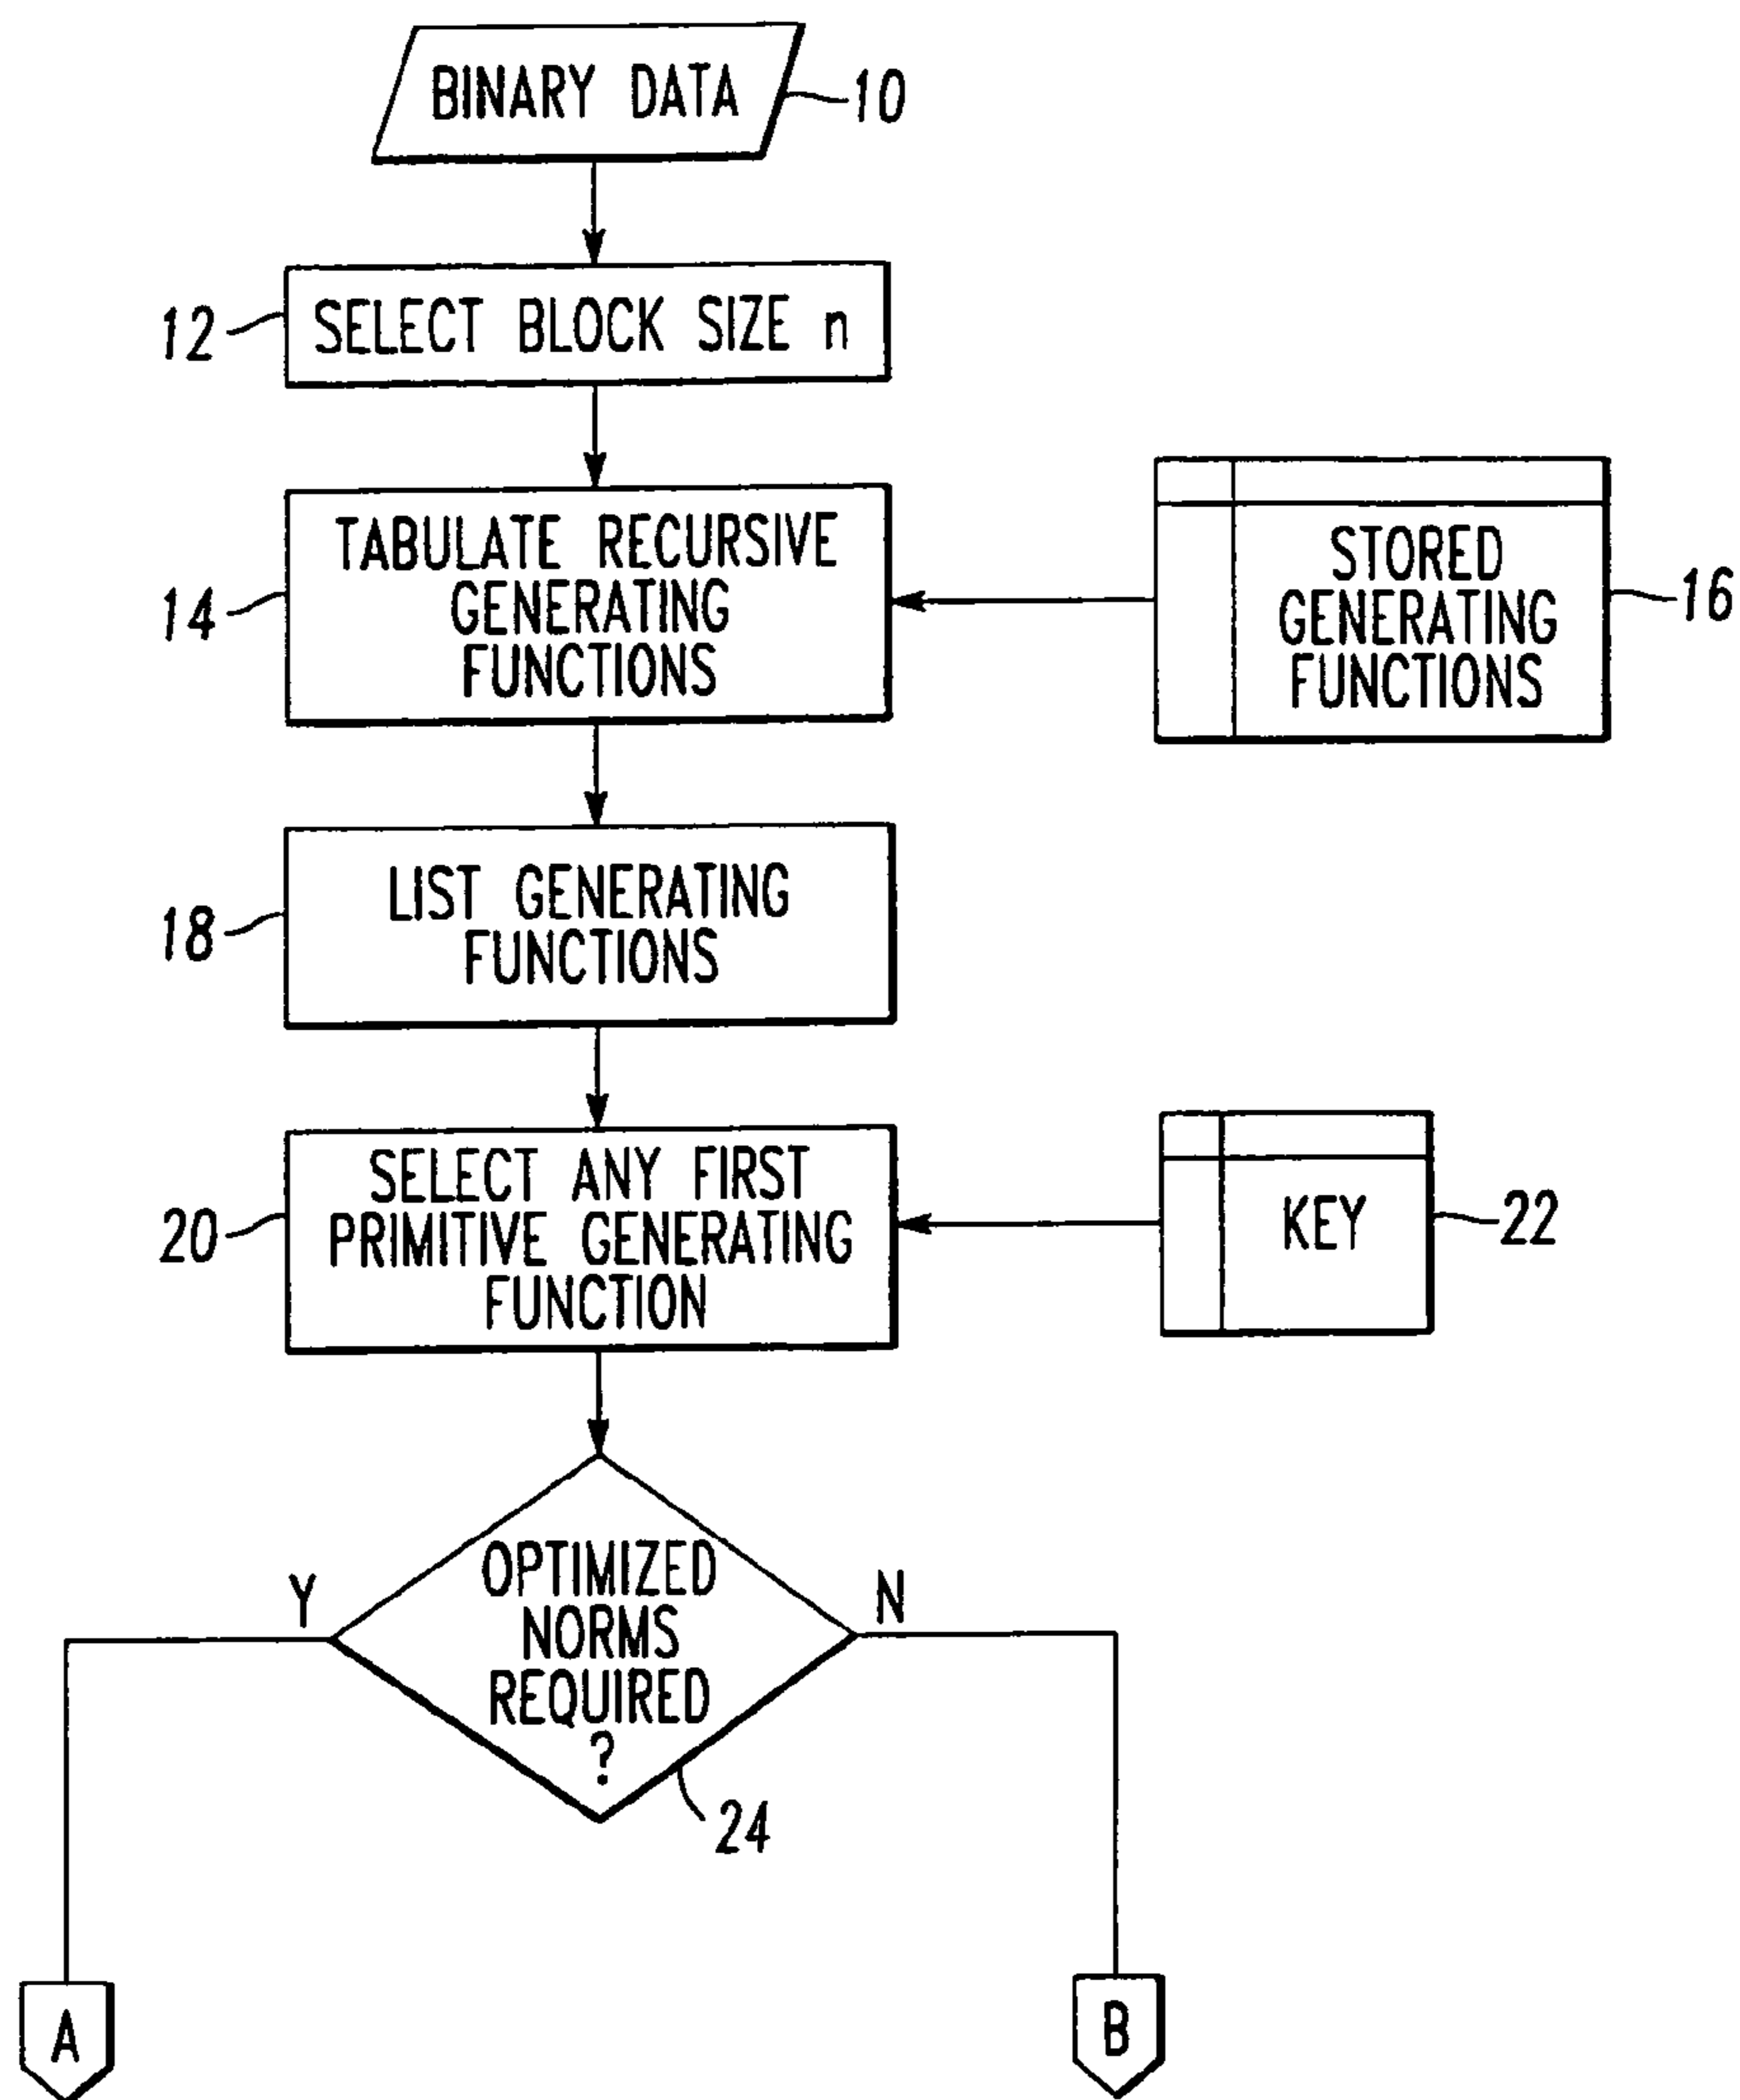 BINARY DATA
10
12
SELECT BLOCK SIZE n
14
TABULATE RECURSIVE
GENERATING
FUNCTIONS
STORED
GENERATING
FUNCTIONS
16
18
LIST GENERATING
FUNCTIONS
20
SELECT ANY FIRST
PRIMITIVE GENERATING
FUNCTION
KEY
22
Y
OPTIMIZED
NORMS
REQUIRED
?
N
24
A
B